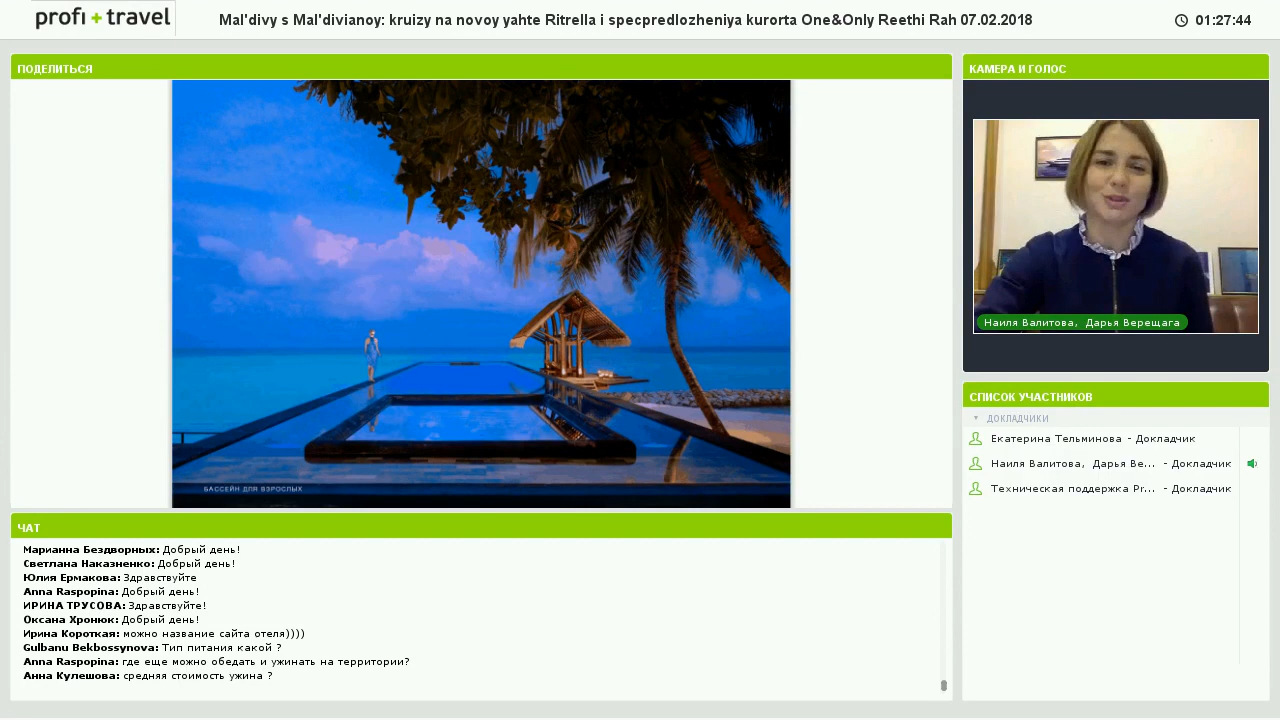 profi + travel
Mal'divy s Mal'divianoy: kruizy na novoy yahte Ritrella i specpredlozheniya kurorta One&Only Reethi Rah 07.02.2018
01:27:44
ПОДЕЛИТЬСЯ
БАССЕЙН ДЛЯ ВЗРОСЛЫХ
ЧАТ
Марианна Бездворных: Добрый день!
Светлана Наказненко: Добрый день!
Юлия Ермакова: Здравствуйте
Anna Raspopina: Добрый день!
ИРИНА ТРУСОВА: Здравствуйте!
Оксана Хронюк: Добрый день!
Ирина Короткая: можно название сайта отеля))))
Gulbanu Bekbossynova: Тип питания какой ?
Anna Raspopina: где еще можно обедать и ужинать на территории?
Анна Кулешова: средняя стоимость ужина ?
КАМЕРА И ГОЛОС
Наиля Валитова, Дарья Верещага
СПИСОК УЧАСТНИКОВ
ДОКЛАДЧИКИ
Екатерина Тельминова - Докладчик
Наиля Валитова, Дарья Ве... - Докладчик
Техническая поддержка Pr... - Докладчик